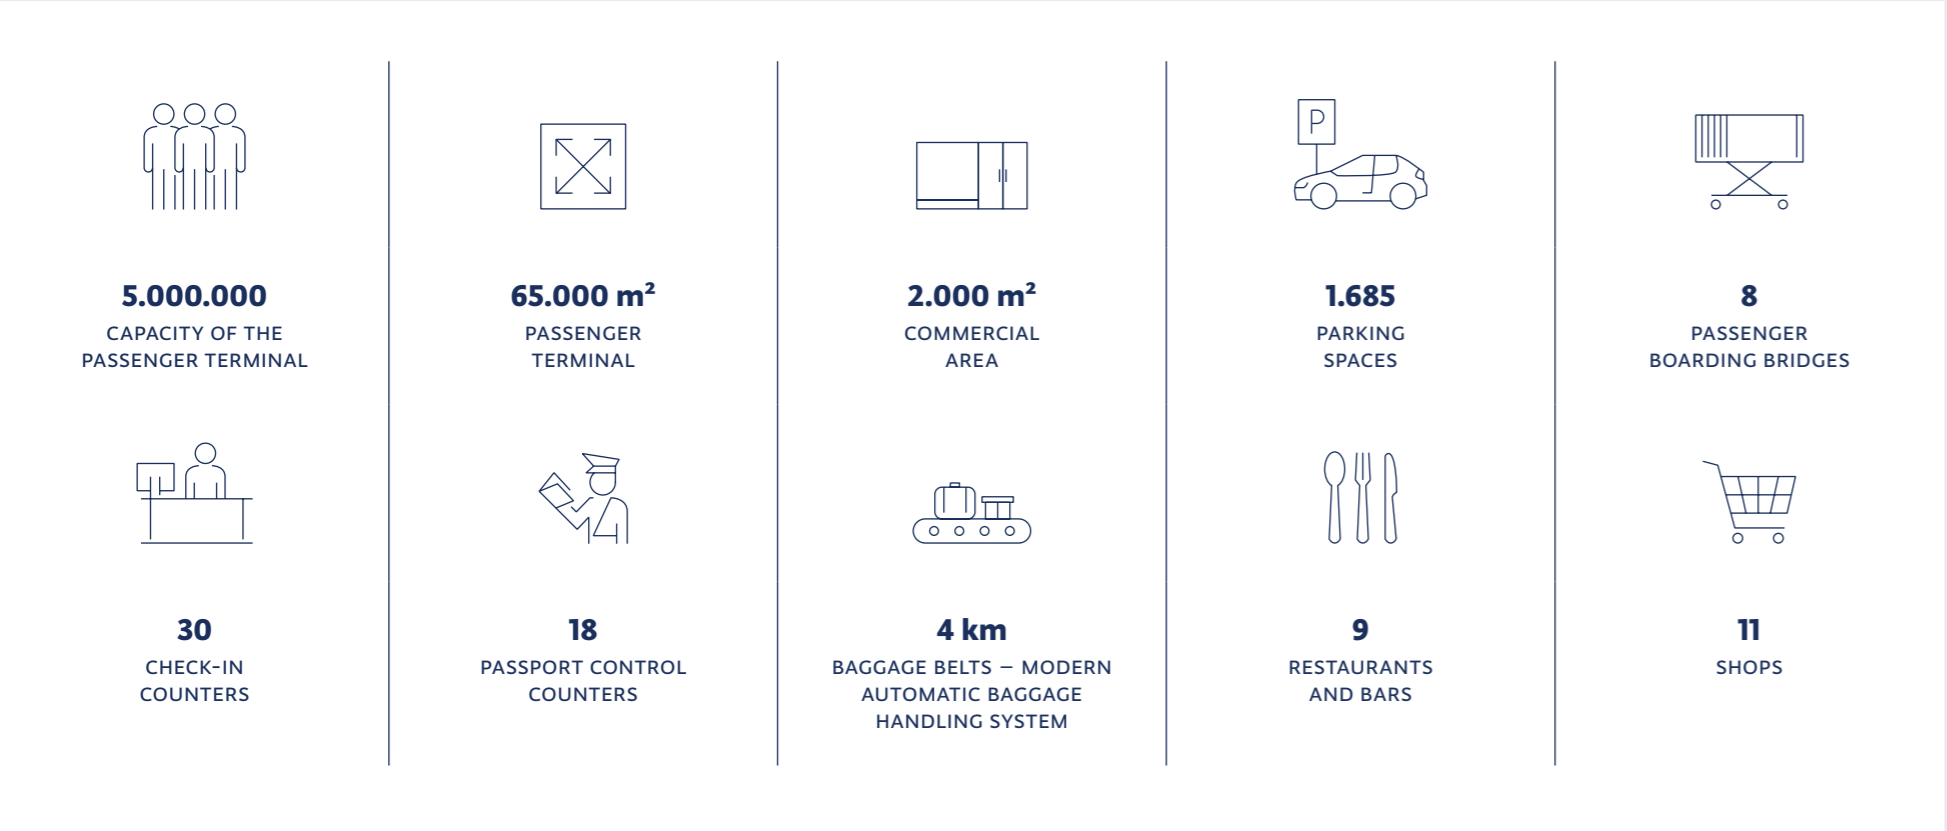 P
5.000.000
CAPACITY OF THE
PASSENGER TERMINAL
65.000 m²
PASSENGER
TERMINAL
2.000 m²
COMMERCIAL
AREA
1.685
PARKING
SPACES
8
PASSENGER
BOARDING BRIDGES
30
CHECK-IN
COUNTERS
18
PASSPORT CONTROL
COUNTERS
4 km
BAGGAGE BELTS – MODERN
AUTOMATIC BAGGAGE
HANDLING SYSTEM
9
RESTAURANTS
AND BARS
11
SHOPS